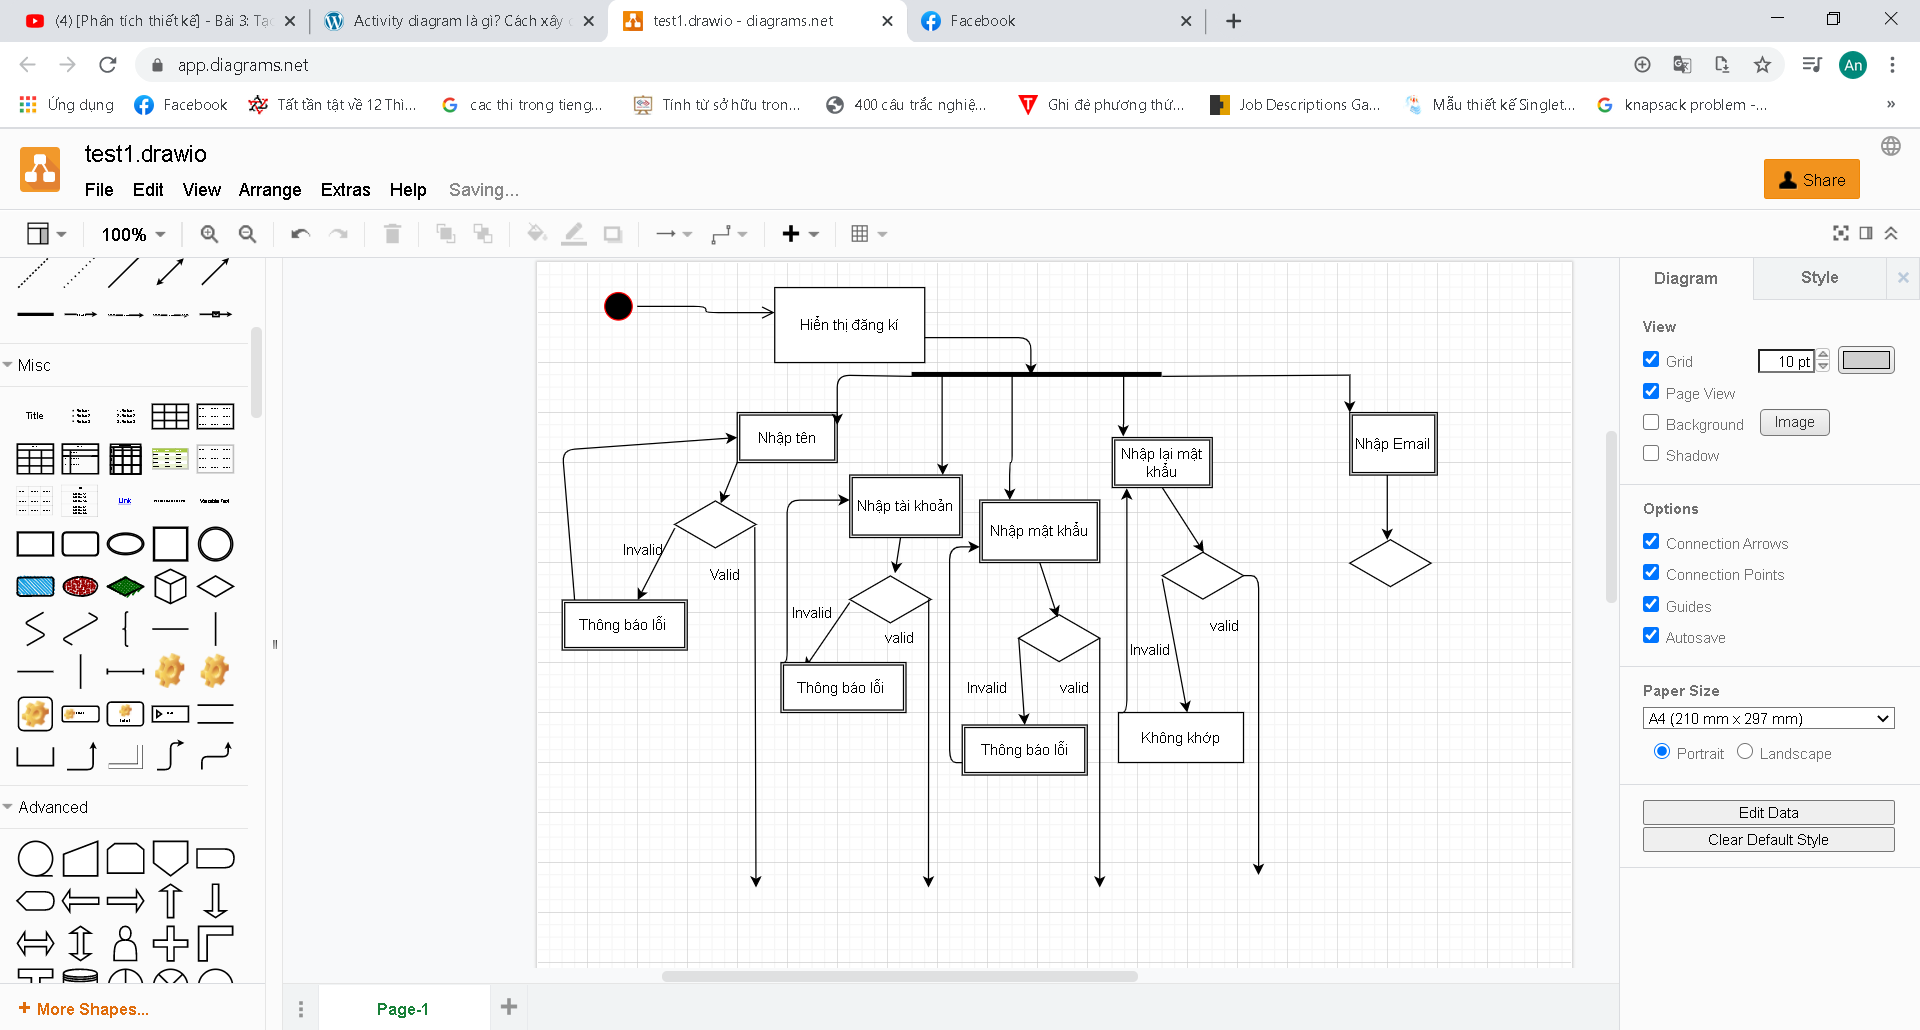 (4) [Phân tích thiết kế] - Bài 3: Tạo
Activity diagram là gì? Cách xây d
test1.drawio - diagrams.net
Facebook
app.diagrams.net
An
Ứng dụng
Facebook
Tất tần tật về 12 Thì...
cac thi trong tieng...
Tính từ sở hữu tron...
400 câu trắc nghiệ...
Ghi đè phương thứ...
Job Descriptions Ga...
Mẫu thiết kế Singlet...
knapsack problem -...
»
test1.drawio
File Edit View Arrange Extras Help Saving...
Share
100%
Misc
Title
Link
Advanced
+ More Shapes...
Hiển thị đăng kí
Nhập tên
Nhập Email
Nhập lại mật
khẩu
Nhập tài khoản
Nhập mật khẩu
Invalid
Valid
Thông báo lỗi
Invalid
valid
Thông báo lỗi
Invalid
valid
Thông báo lỗi
Invalid
valid
Không khớp
Page-1
Diagram
Style
View
Grid
10 pt
Page View
Background
Image
Shadow
Options
Connection Arrows
Connection Points
Guides
Autosave
Paper Size
A4 (210 mm x 297 mm)
Portrait
Landscape
Edit Data
Clear Default Style